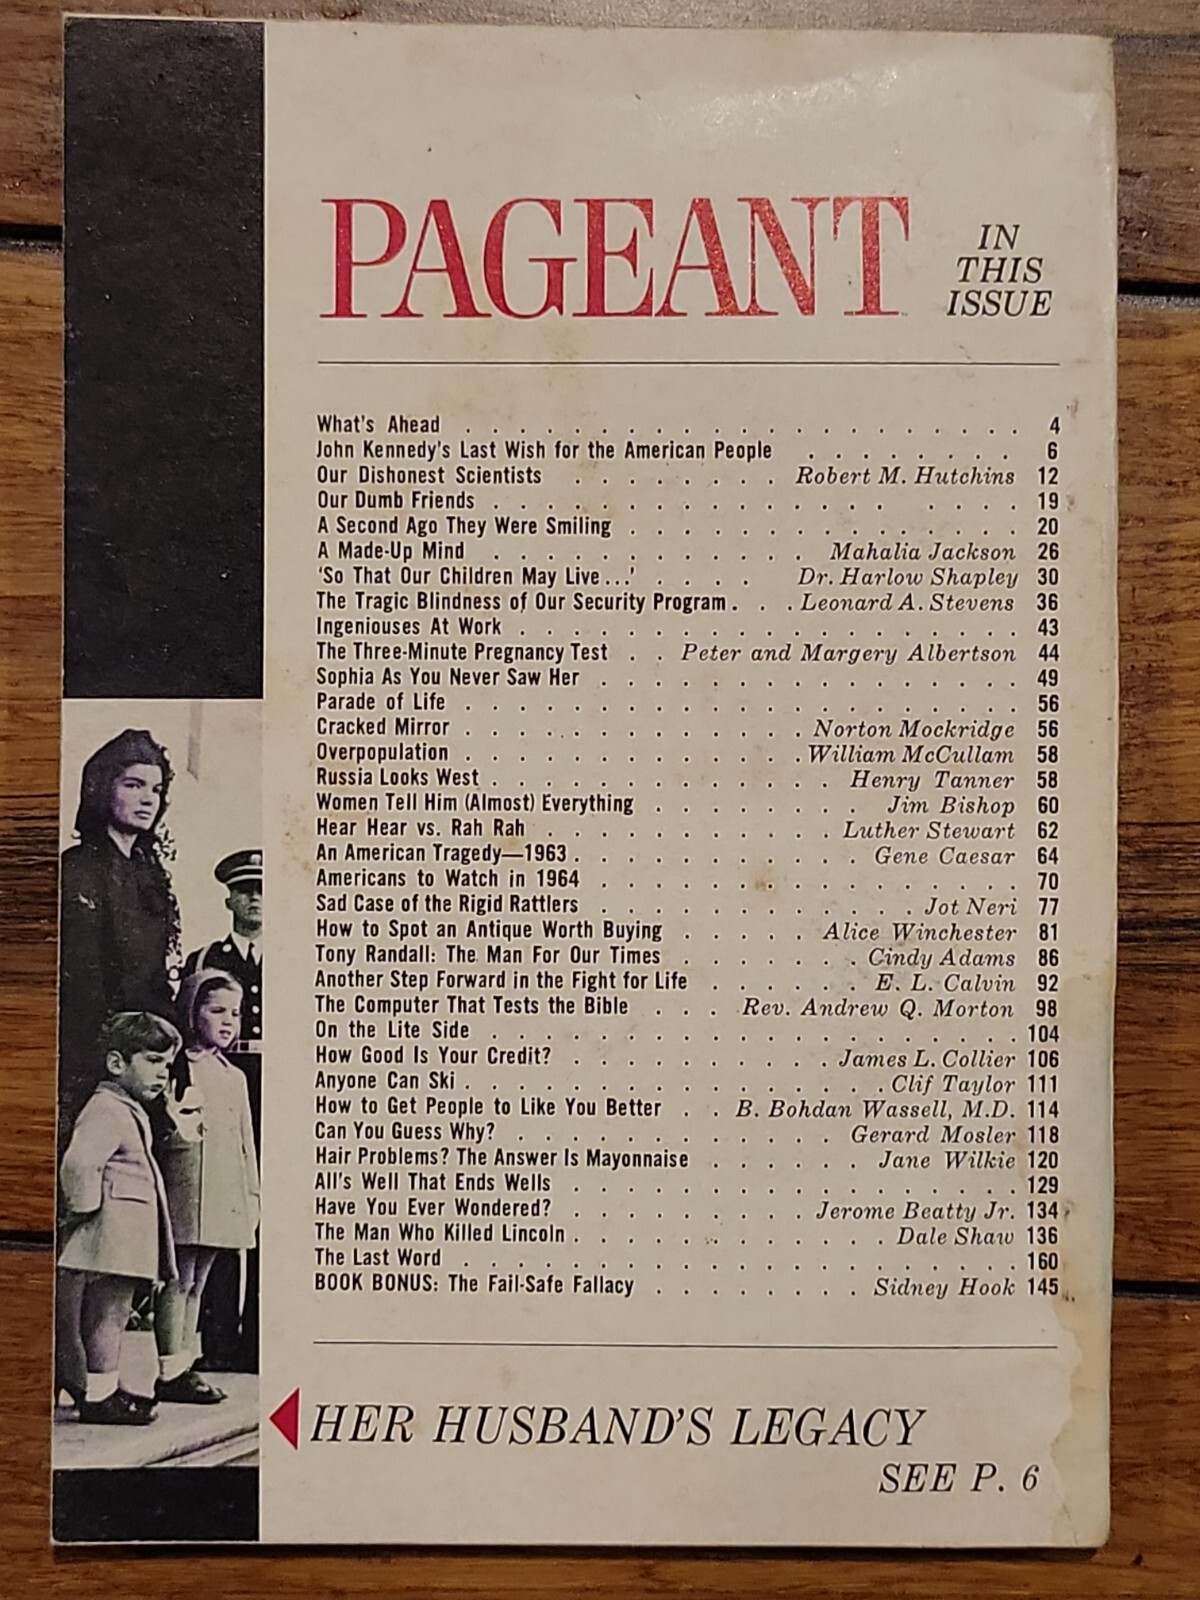 PAGEANT
IN
THIS
ISSUE
What's Ahead . . . . . . . . . . . . . . . . . . . . . 4
John Kennedy's Last Wish for the American People . . . . . . . . . 6
Our Dishonest Scientists . . . . . . . . Robert M. Hutchins 12
Our Dumb Friends . . . . . . . . . . . . . . . . . . . 19
A Second Ago They Were Smiling . . . . . . . . . . . . . . . . 20
A Made-Up Mind . . . . . . . . . . . . Mahalia Jackson 26
'So That Our Children May Live...' . . . . Dr. Harlow Shapley 30
The Tragic Blindness of Our Security Program . . . Leonard A. Stevens 36
Ingeniouses At Work . . . . . . . . . . . . . . . . . . . 43
The Three-Minute Pregnancy Test . . Peter and Margery Albertson 44
Sophia As You Never Saw Her . . . . . . . . . . . . . . . . 49
Parade of Life . . . . . . . . . . . . . . . . . . . . . 56
Cracked Mirror . . . . . . . . . . . . . Norton Mockridge 56
Overpopulation . . . . . . . . . . . . . William McCullam 58
Russia Looks West . . . . . . . . . . . . . . Henry Tanner 58
Women Tell Him (Almost) Everything . . . . . . . . Jim Bishop 60
Hear Hear vs. Rah Rah . . . . . . . . . . . Luther Stewart 62
An American Tragedy—1963 . . . . . . . . . . . Gene Caesar 64
Americans to Watch in 1964 . . . . . . . . . . . . . . . . 70
Sad Case of the Rigid Rattlers . . . . . . . . . . . . Jot Neri 77
How to Spot an Antique Worth Buying . . . . . Alice Winchester 81
Tony Randall: The Man For Our Times . . . . . . . Cindy Adams 86
Another Step Forward in the Fight for Life . . . . . . E. L. Calvin 92
The Computer That Tests the Bible . . . Rev. Andrew Q. Morton 98
On the Lite Side . . . . . . . . . . . . . . . . . . . . 104
How Good Is Your Credit? . . . . . . . . . . James L. Collier 106
Anyone Can Ski . . . . . . . . . . . . . . . . Clif Taylor 111
How to Get People to Like You Better . . B. Bohdan Wassell, M.D. 114
Can You Guess Why? . . . . . . . . . . . . Gerard Mosler 118
Hair Problems? The Answer Is Mayonnaise . . . . . . Jane Wilkie 120
All's Well That Ends Wells . . . . . . . . . . . . . . . . . 129
Have You Ever Wondered? . . . . . . . . . Jerome Beatty Jr. 134
The Man Who Killed Lincoln . . . . . . . . . . . . Dale Shaw 136
The Last Word . . . . . . . . . . . . . . . . . . . . . 160
BOOK BONUS: The Fail-Safe Fallacy . . . . . . . . Sidney Hook 145
HER HUSBAND'S LEGACY
SEE P. 6